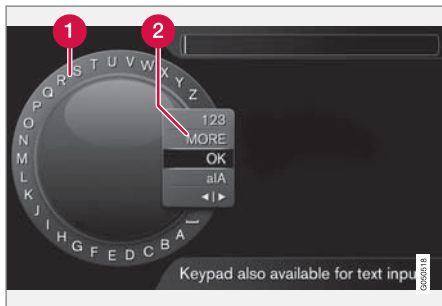 1
2
A B C D E F G H I J K L M N O P Q R S T U V W X Y Z
123
MORE
OK
a|A
◄|►
Keypad also available for text inpu
G050518